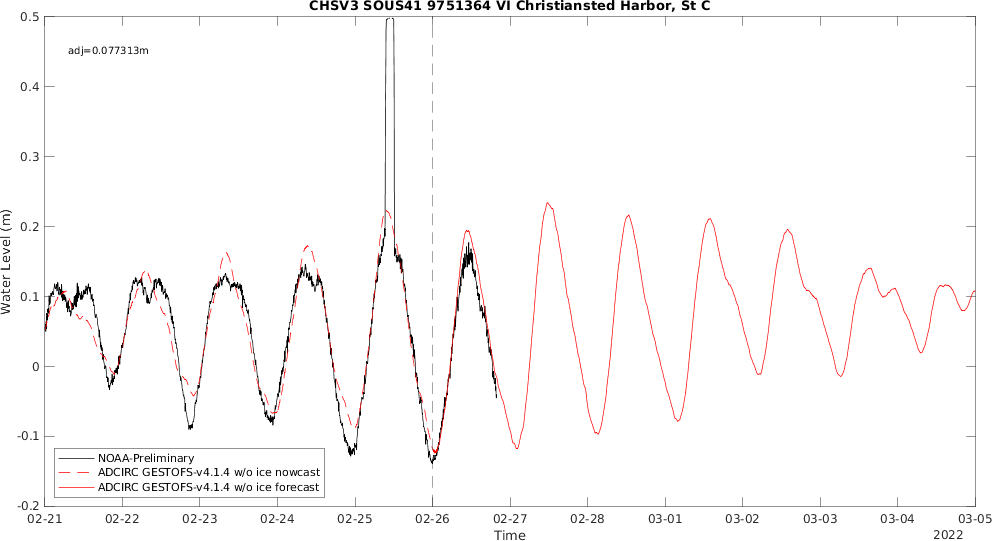 CHSV3 SOUS41 9751364 VI Christiansted Harbor, St C
adj=0.077313m
0.5
0.4
0.3
0.2
0.1
0
-0.1
-0.2
Water Level (m)
NOAA-Preliminary
ADCIRC GESTOFS-v4.1.4 w/o ice nowcast
ADCIRC GESTOFS-v4.1.4 w/o ice forecast
02-21 02-22 02-23 02-24 02-25 02-26 02-27 02-28 03-01 03-02 03-03 03-04 03-05
Time
2022